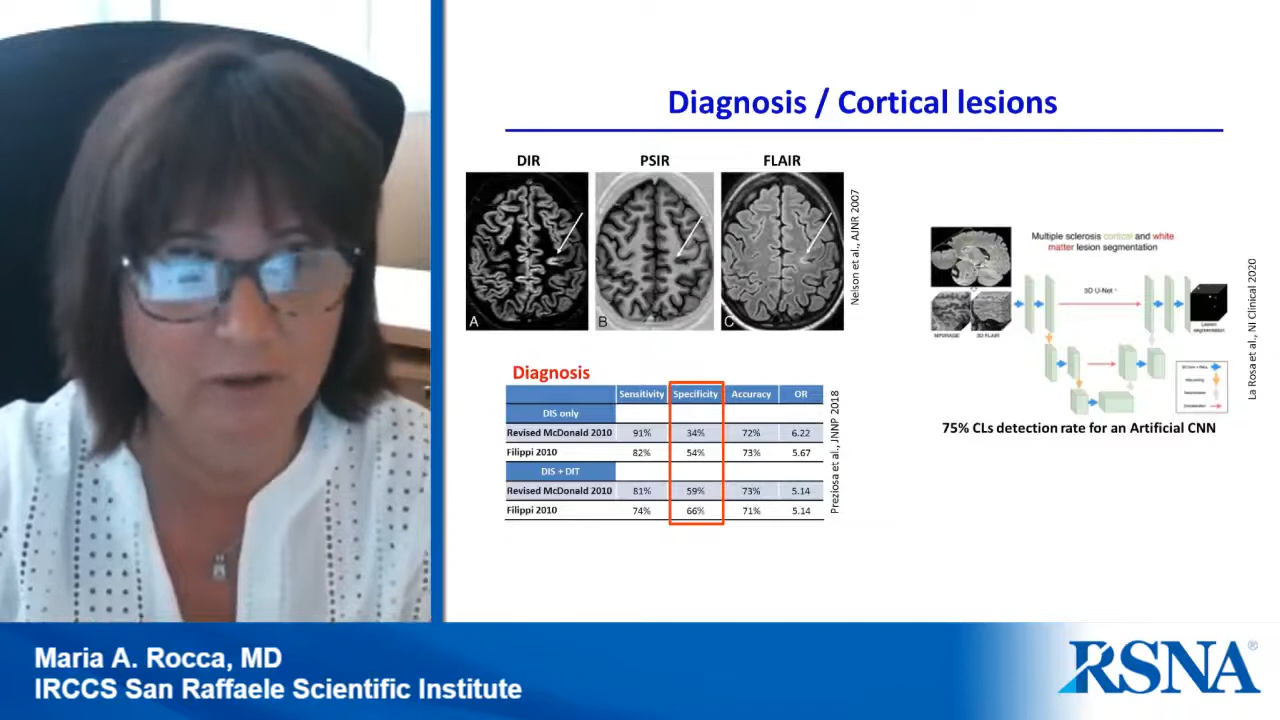 Diagnosis / Cortical lesions
DIR
PSIR
FLAIR
A
B
C
Nelson et al., AJNR 2007
Diagnosis
Sensitivity Specificity Accuracy OR
DIS only
Revised McDonald 2010 91% 34% 72% 6.22
Filippi 2010 82% 54% 73% 5.67
DIS + DIT
Revised McDonald 2010 81% 59% 73% 5.14
Filippi 2010 74% 66% 71% 5.14
Preziosa et al., JNNP 2018
Multiple sclerosis cortical and white
matter lesion segmentation
3D-U-Net
3D FLAIR
Lesion
segmentation
La Rosa et al., NI Clinical 2020
75% CLs detection rate for an Artificial CNN
Maria A. Rocca, MD
IRCCS San Raffaele Scientific Institute
RSNA®